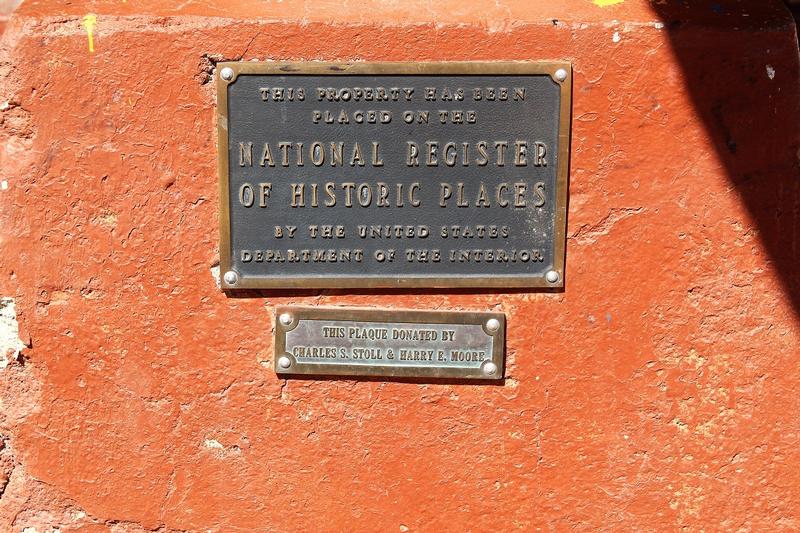 THIS PROPERTY HAS BEEN
PLACED ON THE
NATIONAL REGISTER
OF HISTORIC PLACES
BY THE UNITED STATES
DEPARTMENT OF THE INTERIOR
THIS PLAQUE DONATED BY
CHARLES S. STOLL & HARRY E. MOORE